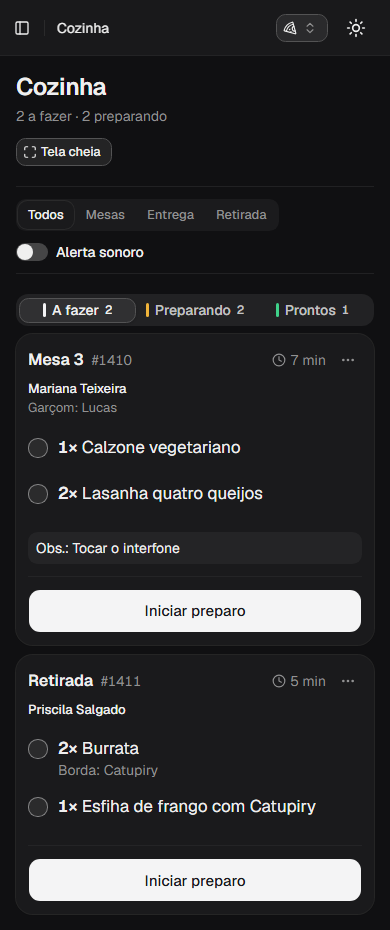 Cozinha
Cozinha
2 a fazer · 2 preparando
Tela cheia
Todos Mesas Entrega Retirada
Alerta sonoro
A fazer 2 Preparando 2 Prontos 1
Mesa 3 #1410 7 min
Mariana Teixeira
Garçom: Lucas
1× Calzone vegetariano
2× Lasanha quatro queijos
Obs.: Tocar o interfone
Iniciar preparo
Retirada #1411 5 min
Priscila Salgado
2× Burrata
Borda: Catupiry
1× Esfiha de frango com Catupiry
Iniciar preparo